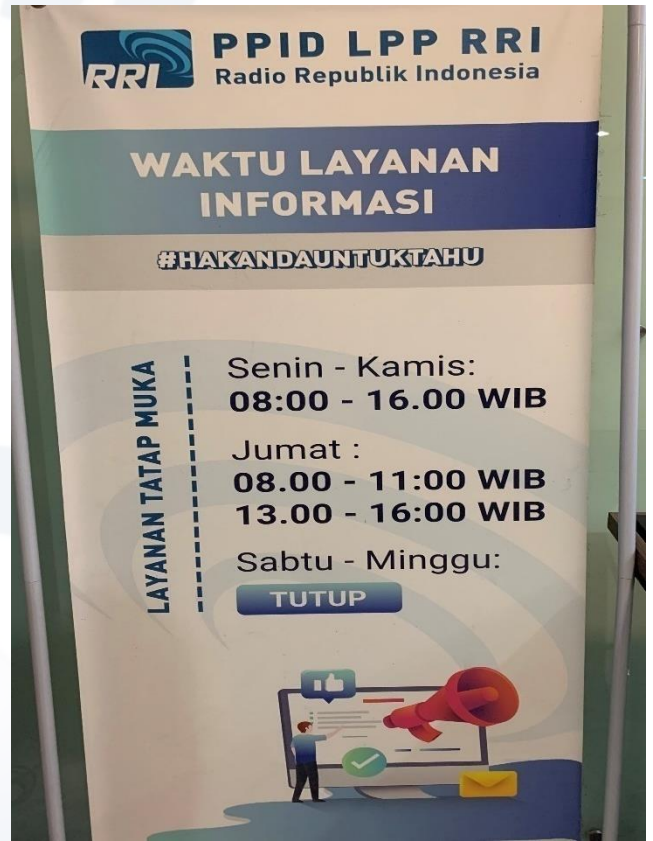 RRI
PPID LPP RRI
Radio Republik Indonesia
WAKTU LAYANAN
INFORMASI
#HAKANDAUNTUKTAHU
LAYANAN TATAP MUKA
Senin - Kamis:
08:00 - 16.00 WIB
Jumat :
08.00 - 11:00 WIB
13.00 - 16:00 WIB
Sabtu - Minggu:
TUTUP